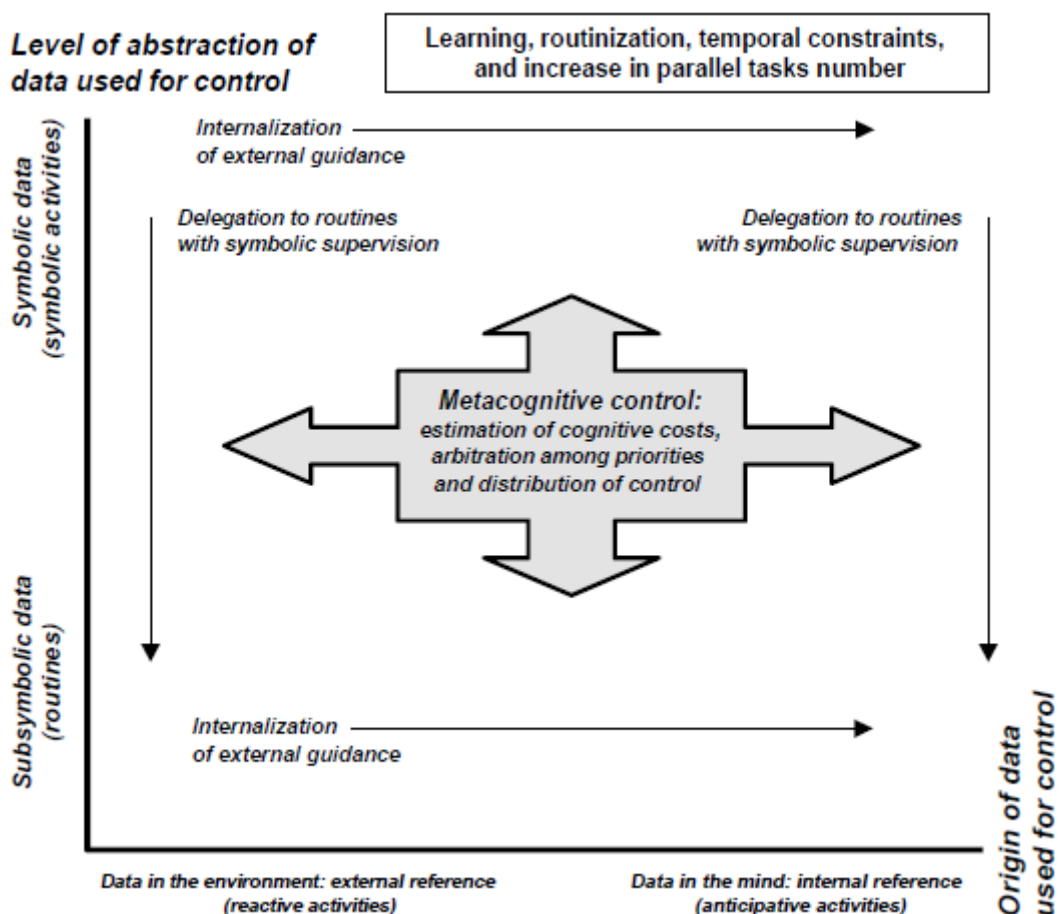 Level of abstraction of
data used for control
Learning, routinization, temporal constraints,
and increase in parallel tasks number
Symbolic data
(symbolic activities)
Internalization
of external guidance
Delegation to routines
with symbolic supervision
Delegation to routines
with symbolic supervision
Metacognitive control:
estimation of cognitive costs,
arbitration among priorities
and distribution of control
Subsymbolic data
(routines)
Internalization
of external guidance
Origin of data
used for control
Data in the environment: external reference
(reactive activities)
Data in the mind: internal reference
(anticipative activities)